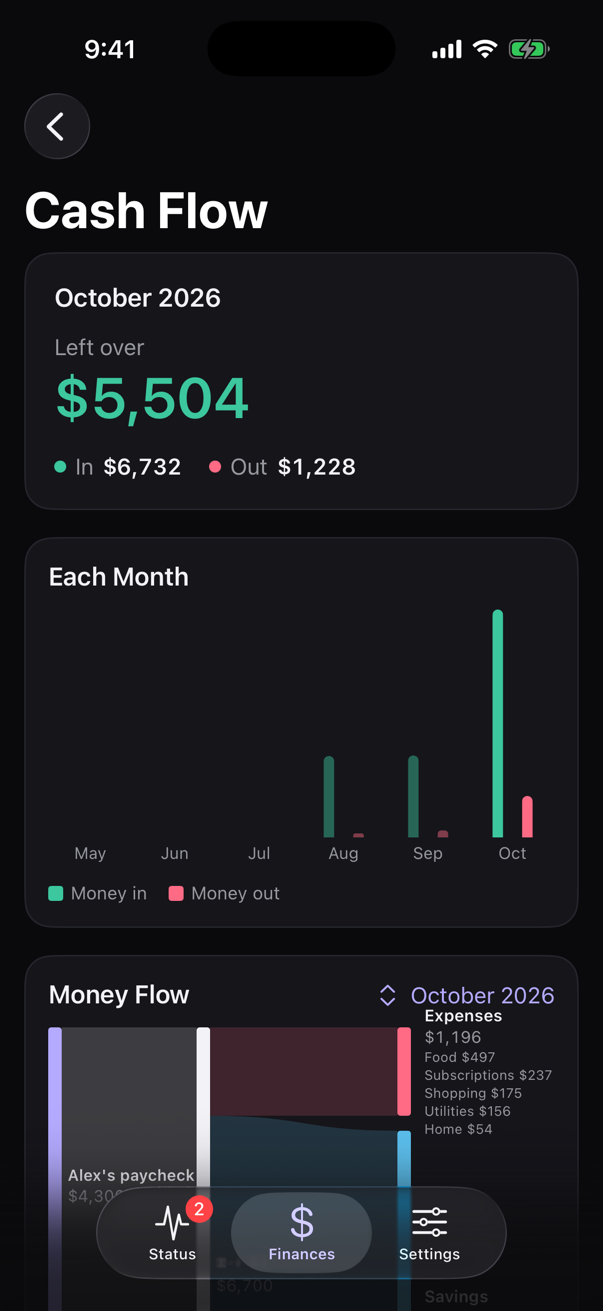 9:41
Cash Flow
October 2026
Left over
$5,504
In $6,732 Out $1,228
Each Month
May Jun Jul Aug Sep Oct
Money in Money out
Money Flow October 2026
Expenses
$1,196
Food $497
Subscriptions $237
Shopping $175
Utilities $156
Home $54
Alex's paycheck
2
Status Finances Settings
$6,700
Savings